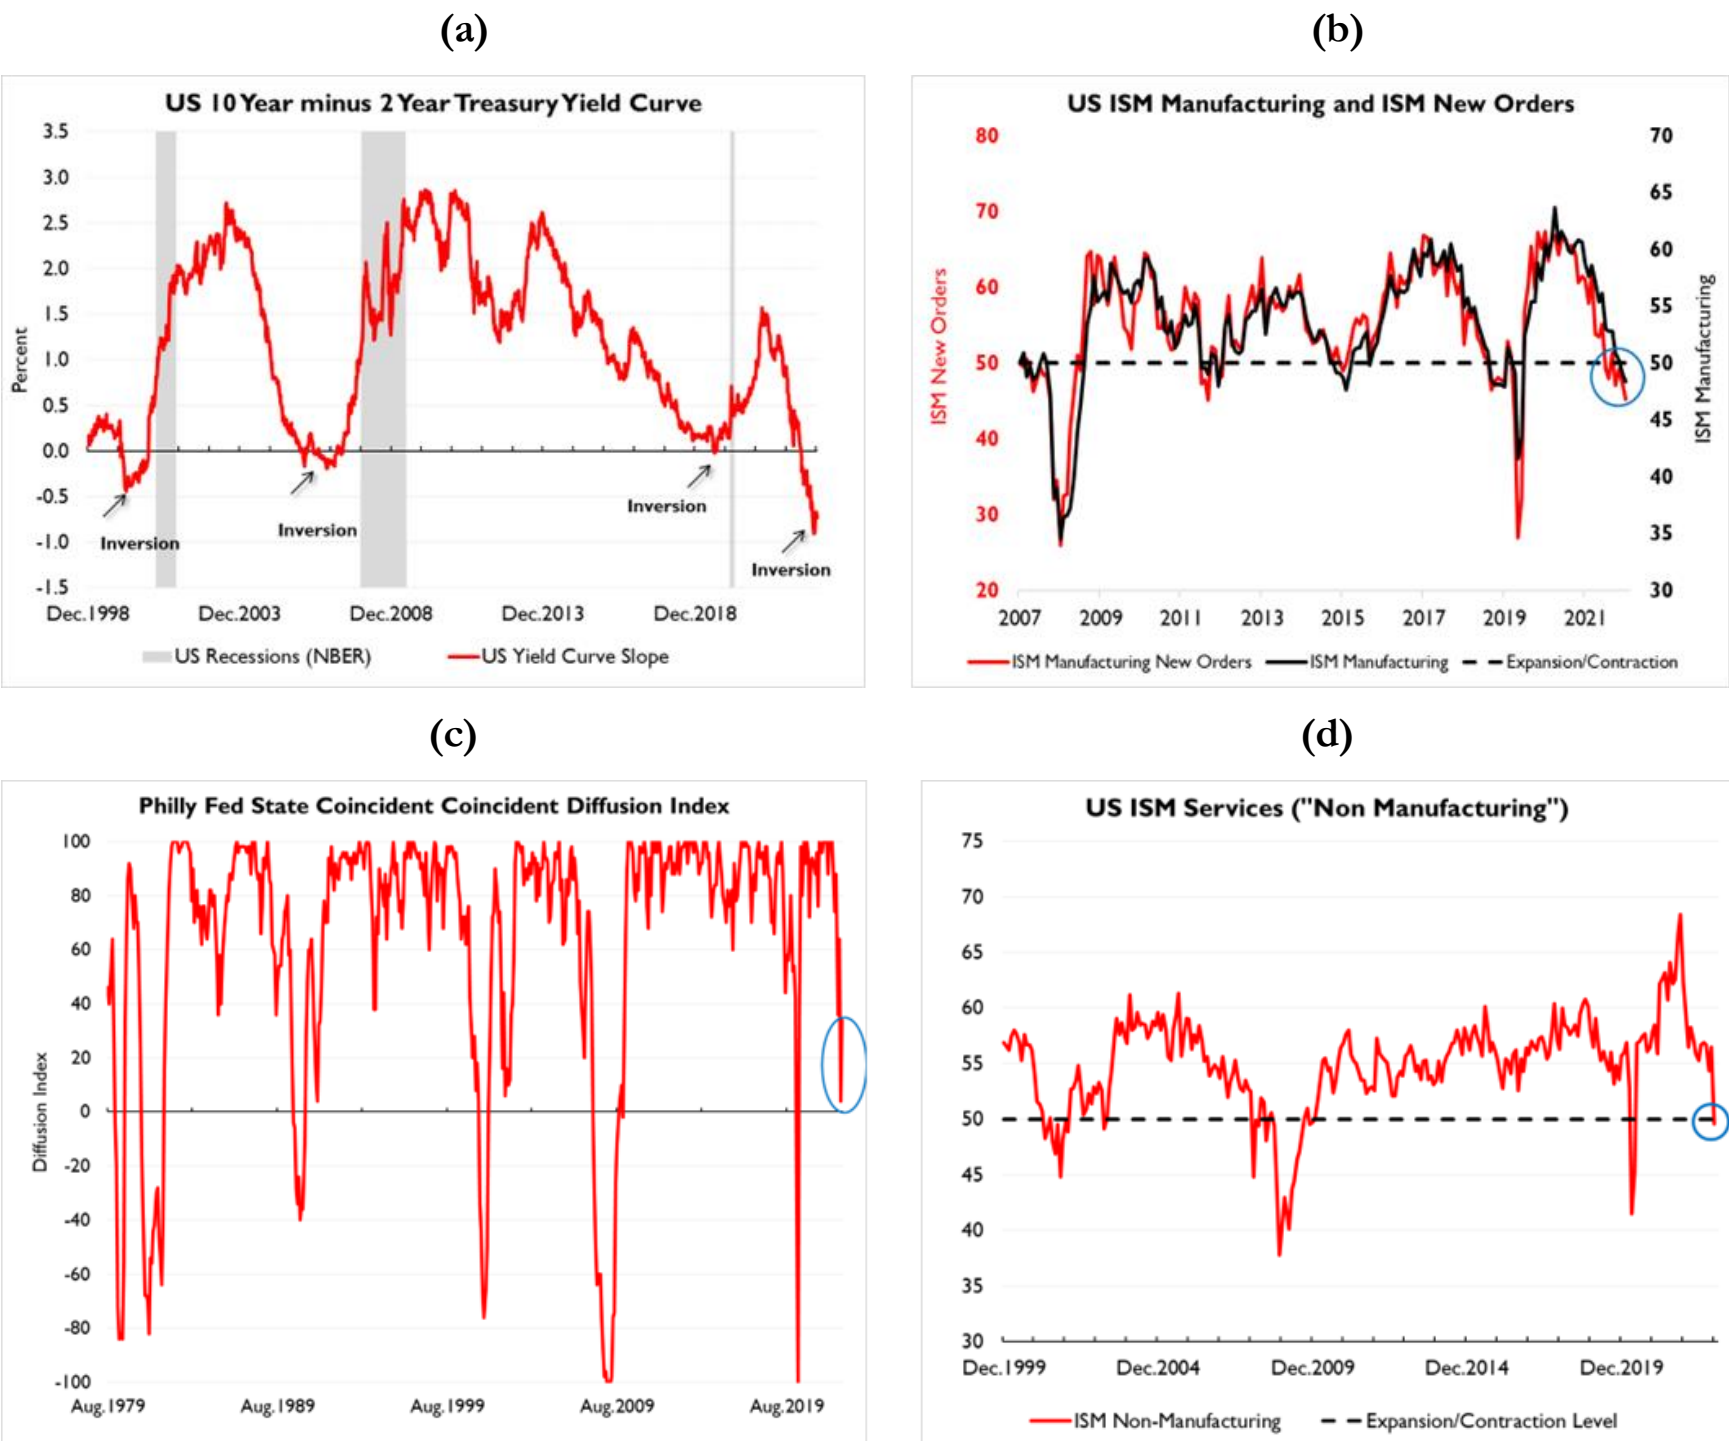 (a)
US 10 Year minus 2 Year Treasury Yield Curve
3.5
3.0
2.5
2.0
1.5
1.0
0.5
0.0
-0.5
-1.0
-1.5
Percent
Inversion
Inversion
Inversion
Inversion
Dec.1998 Dec.2003 Dec.2008 Dec.2013 Dec.2018
US Recessions (NBER) US Yield Curve Slope
(b)
US ISM Manufacturing and ISM New Orders
80
70
60
50
40
30
20
ISM New Orders
70
65
60
55
50
45
40
35
30
ISM Manufacturing
2007 2009 2011 2013 2015 2017 2019 2021
ISM Manufacturing New Orders ISM Manufacturing Expansion/Contraction
(c)
Philly Fed State Coincident Coincident Diffusion Index
100
80
60
40
20
0
-20
-40
-60
-80
-100
Diffusion Index
Aug.1979 Aug.1989 Aug.1999 Aug.2009 Aug.2019
(d)
US ISM Services ("Non Manufacturing")
75
70
65
60
55
50
45
40
35
30
Dec.1999 Dec.2004 Dec.2009 Dec.2014 Dec.2019
ISM Non-Manufacturing Expansion/Contraction Level